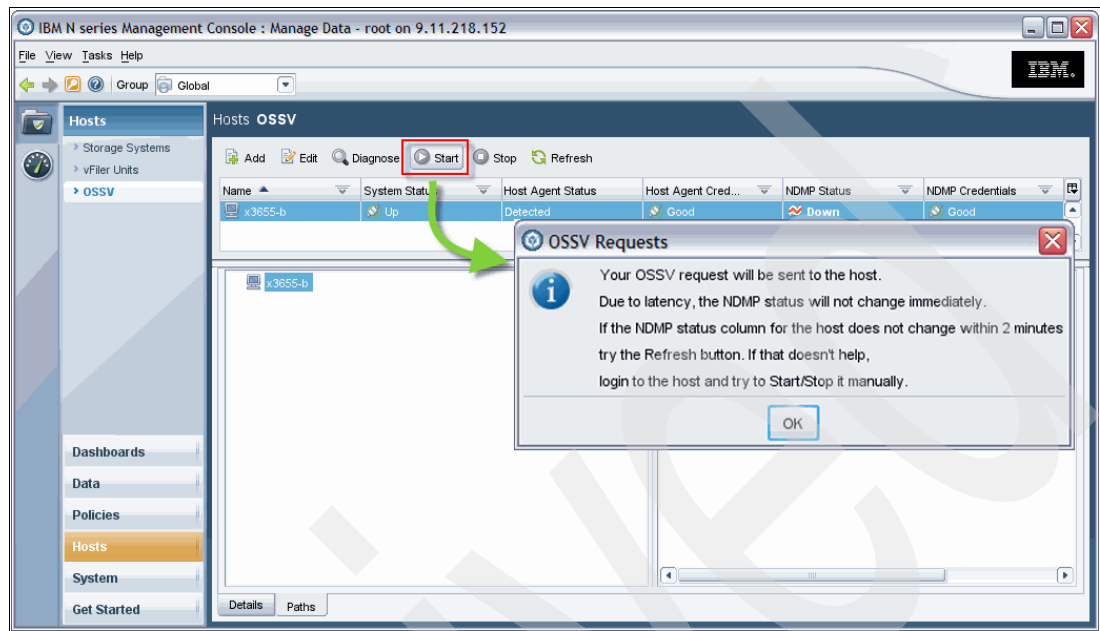 IBM N series Management Console : Manage Data - root on 9.11.218.152
File View Tasks Help
Group Global
IBM.
Hosts
Storage Systems
vFiler Units
OSSV
Hosts OSSV
Add Edit Diagnose Start Stop Refresh
Name System Status Host Agent Status Host Agent Cred... NDMP Status NDMP Credentials
x3655-b Up Detected Good Down Good
OSSV Requests
Your OSSV request will be sent to the host.
Due to latency, the NDMP status will not change immediately.
If the NDMP status column for the host does not change within 2 minutes
try the Refresh button. If that doesn't help,
login to the host and try to Start/Stop it manually.
OK
x3655-b
Dashboards
Data
Policies
Hosts
System
Get Started
Details Paths